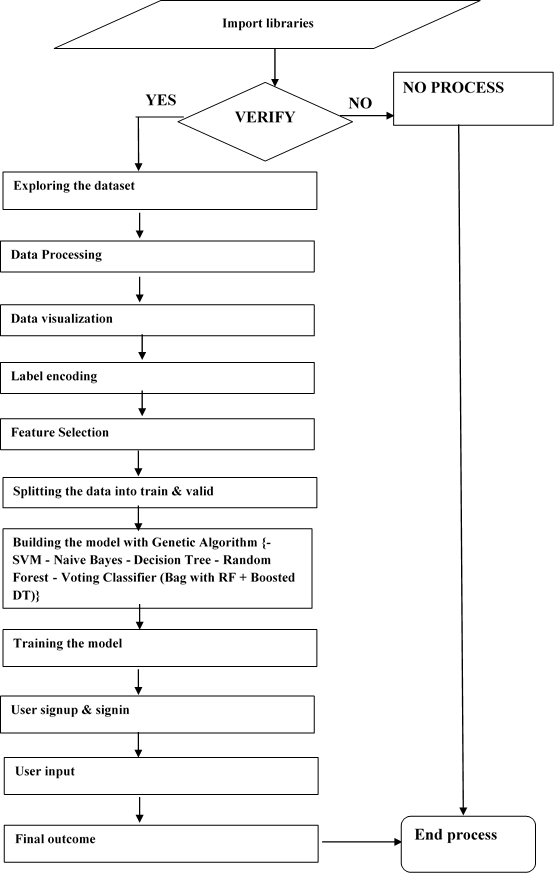 Import libraries
YES
VERIFY
NO
NO PROCESS
Exploring the dataset
Data Processing
Data visualization
Label encoding
Feature Selection
Splitting the data into train & valid
Building the model with Genetic Algorithm {-
SVM - Naive Bayes - Decision Tree - Random
Forest - Voting Classifier (Bag with RF + Boosted
DT)}
Training the model
User signup & signin
User input
Final outcome
End process